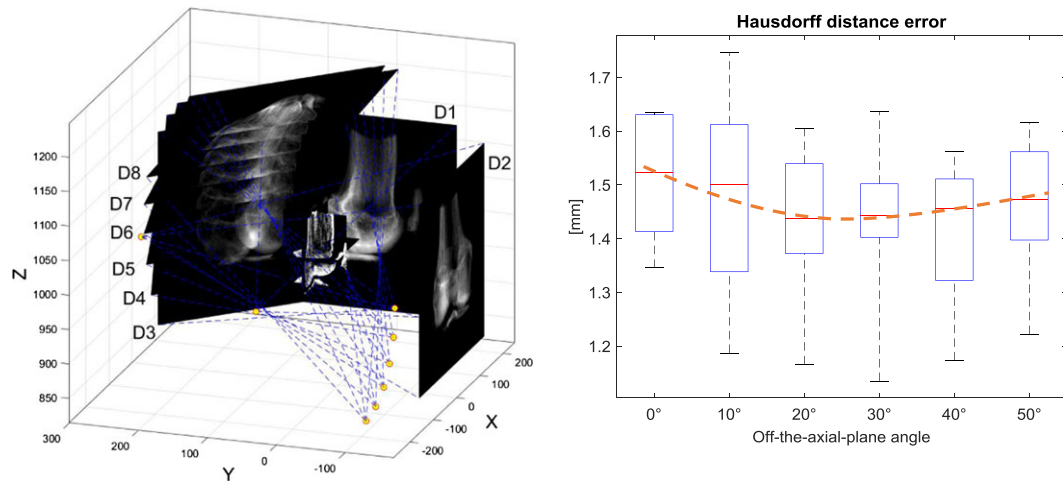 D1
D2
D8
D7
D6
D5
D4
D3
1200
1150
1100
1050
1000
950
900
850
Z
300
200
100
0
-100
Y
200
100
0
-100
-200
X
Hausdorff distance error
1.7
1.6
1.5
1.4
1.3
1.2
[mm]
0° 10° 20° 30° 40° 50°
Off-the-axial-plane angle